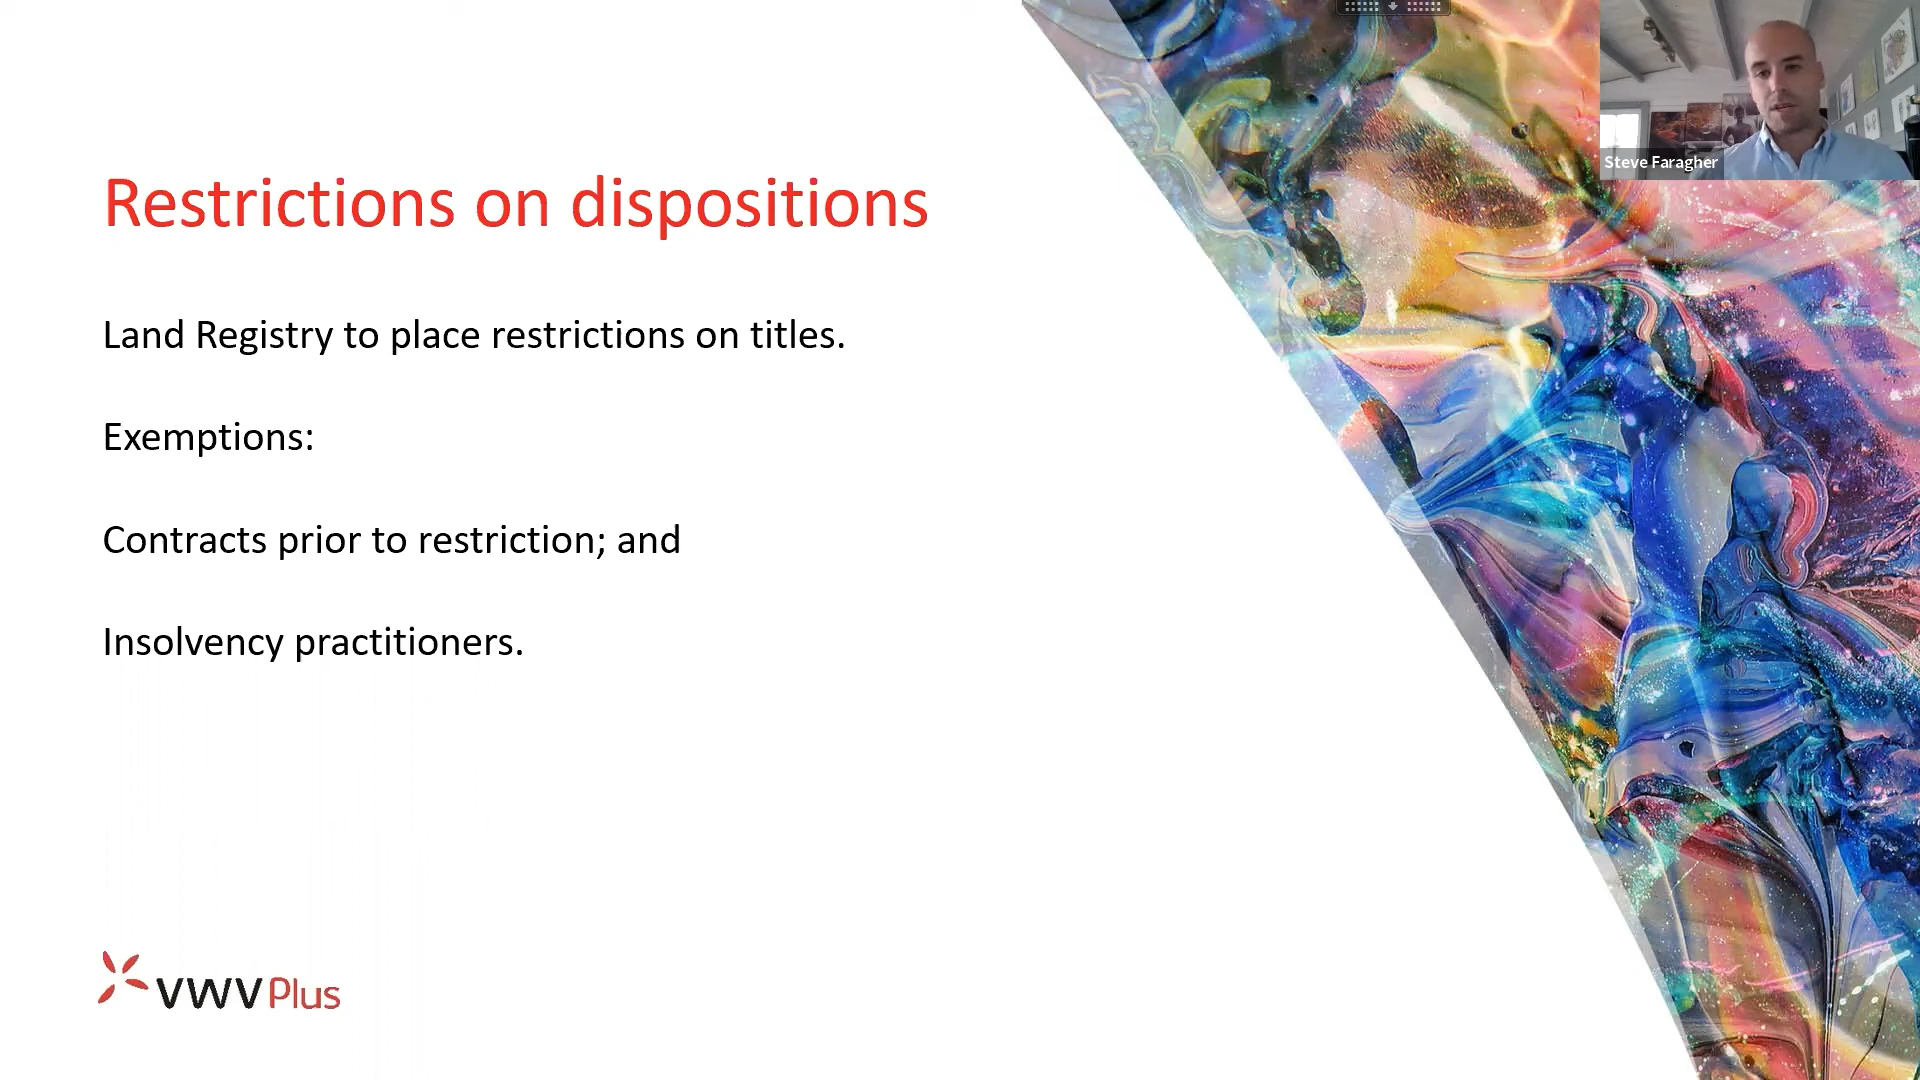 Restrictions on dispositions
Land Registry to place restrictions on titles.
Exemptions:
Contracts prior to restriction; and
Insolvency practitioners.
VWV Plus
Steve Faragher